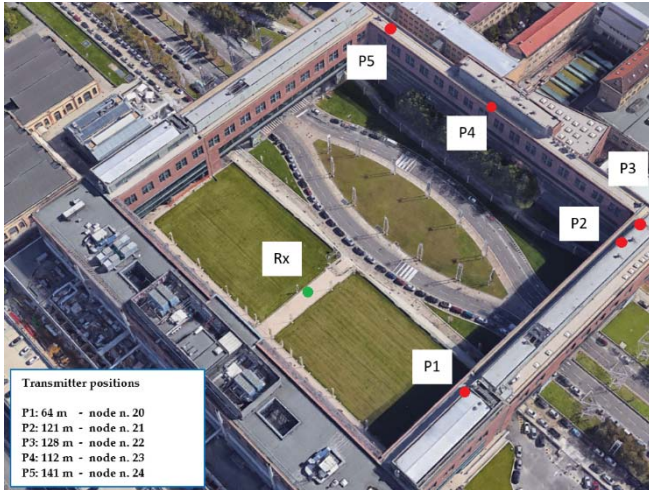 P5
P4
P3
P2
Rx
P1
Transmitter positions
P1: 64 m - node n. 20
P2: 121 m - node n. 21
P3: 128 m - node n. 22
P4: 112 m - node n. 23
P5: 141 m - node n. 24